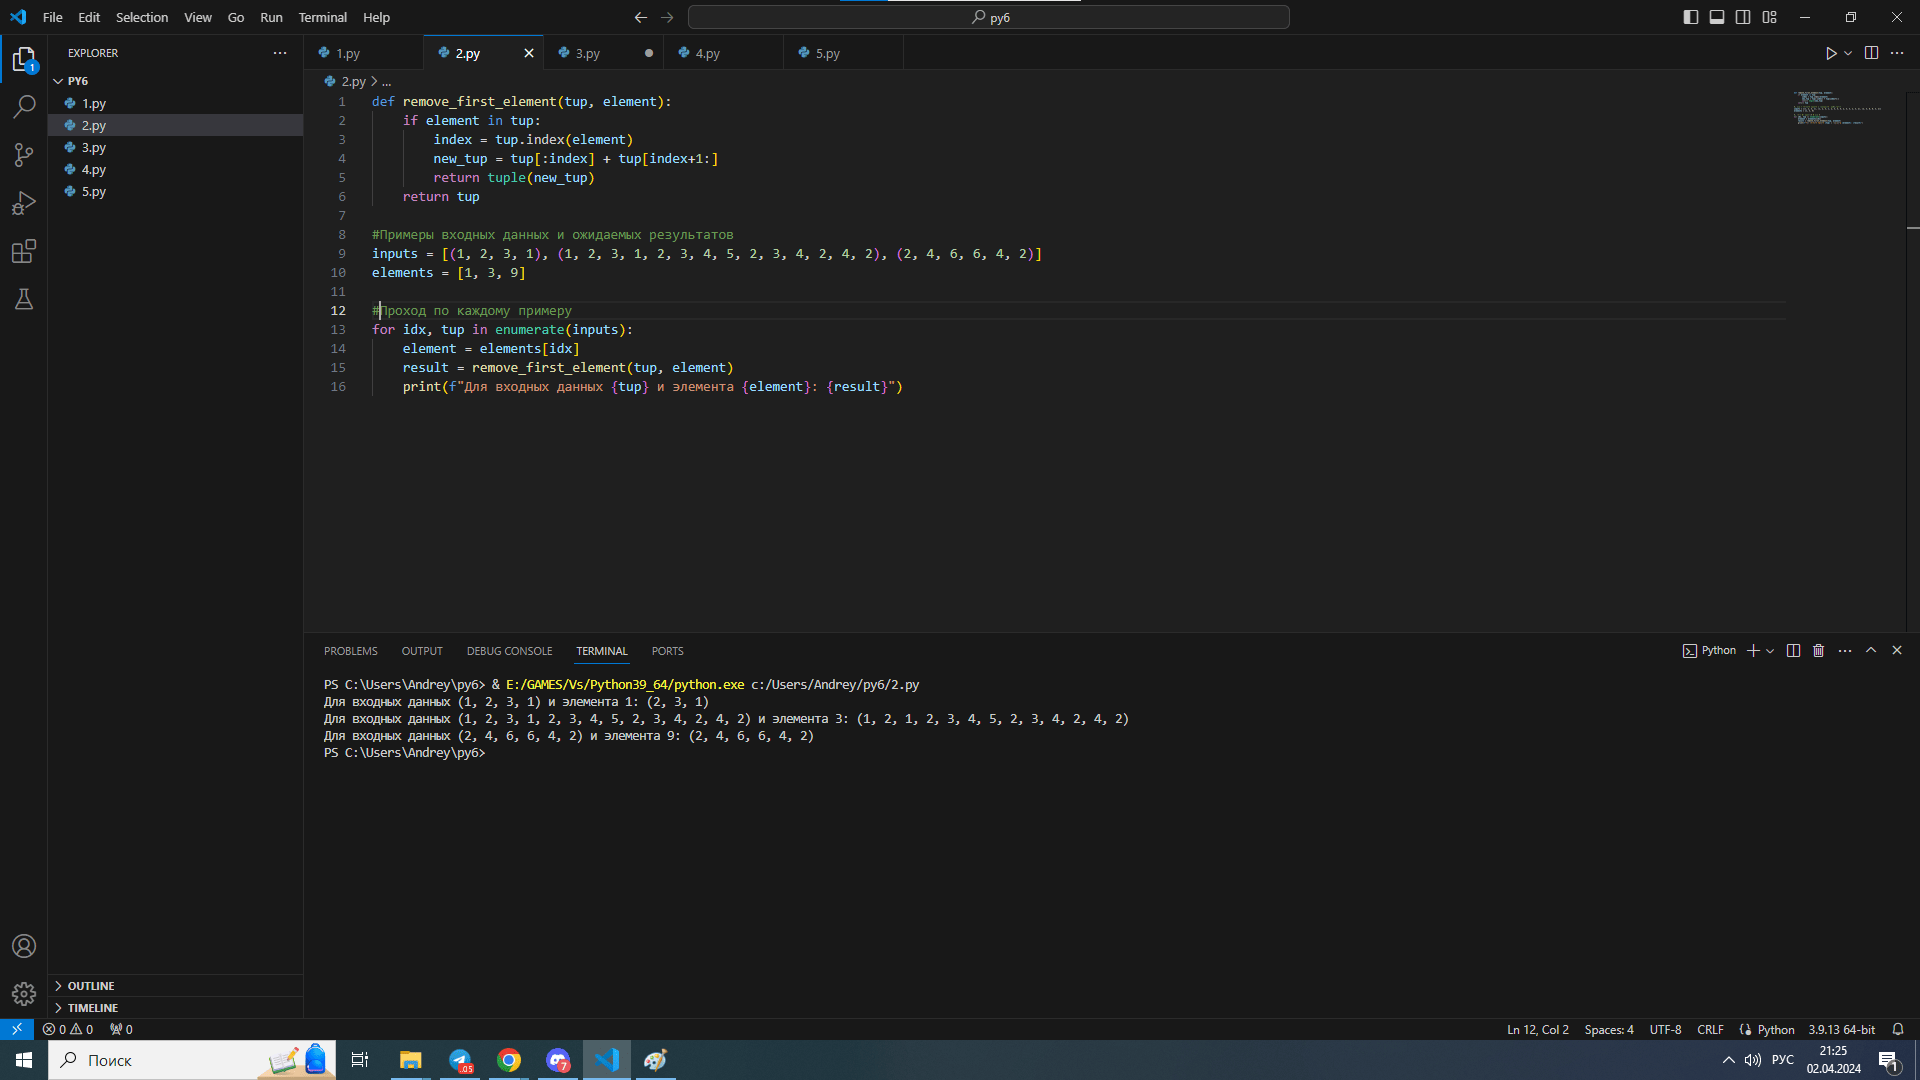 File Edit Selection View Go Run Terminal Help
py6
EXPLORER
1.py
2.py
3.py
4.py
5.py
PY6
1.py
2.py
3.py
4.py
5.py
2.py > ...
1 def remove_first_element(tup, element):
2 if element in tup:
3 index = tup.index(element)
4 new_tup = tup[:index] + tup[index+1:]
5 return tuple(new_tup)
6 return tup
7
8 #Примеры входных данных и ожидаемых результатов
9 inputs = [(1, 2, 3, 1), (1, 2, 3, 1, 2, 3, 4, 5, 2, 3, 4, 2, 4, 2), (2, 4, 6, 6, 4, 2)]
10 elements = [1, 3, 9]
11
12 #Проход по каждому примеру
13 for idx, tup in enumerate(inputs):
14 element = elements[idx]
15 result = remove_first_element(tup, element)
16 print(f"Для входных данных {tup} и элемента {element}: {result}")
PROBLEMS OUTPUT DEBUG CONSOLE TERMINAL PORTS
Python
PS C:\Users\Andrey\py6> & E:/GAMES/Vs/Python39_64/python.exe c:/Users/Andrey/py6/2.py
Для входных данных (1, 2, 3, 1) и элемента 1: (2, 3, 1)
Для входных данных (1, 2, 3, 1, 2, 3, 4, 5, 2, 3, 4, 2, 4, 2) и элемента 3: (1, 2, 1, 2, 3, 4, 5, 2, 3, 4, 2, 4, 2)
Для входных данных (2, 4, 6, 6, 4, 2) и элемента 9: (2, 4, 6, 6, 4, 2)
PS C:\Users\Andrey\py6>
1
OUTLINE
TIMELINE
0 0 0
Ln 12, Col 2 Spaces: 4 UTF-8 CRLF Python 3.9.13 64-bit
Поиск
.05
7
РУС
21:25
02.04.2024
1